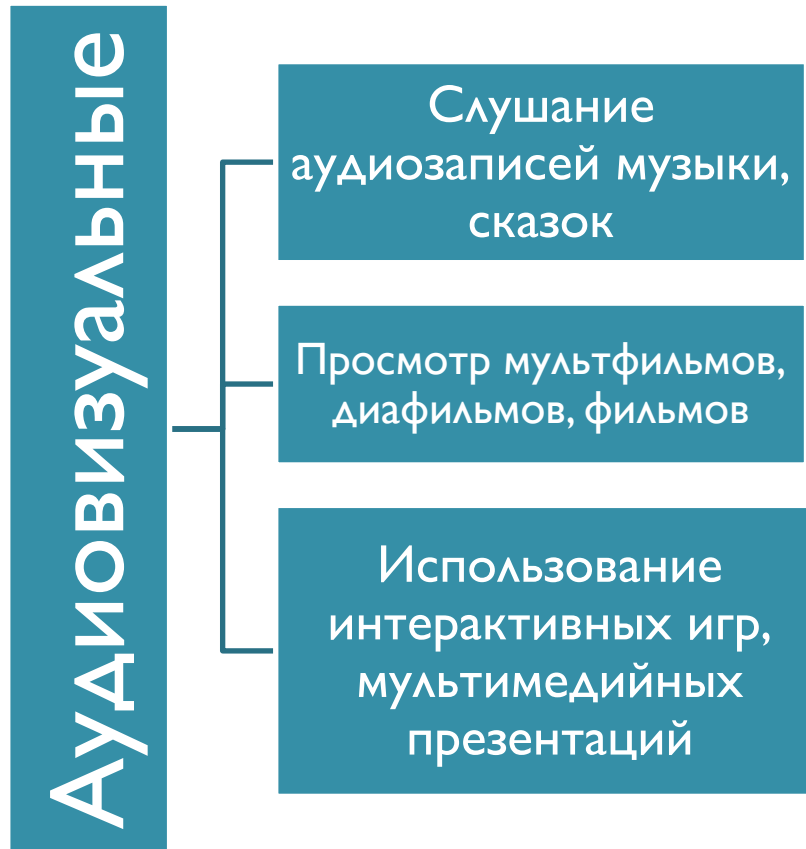 Аудиовизуальные
Слушание
аудиозаписей музыки,
сказок
Просмотр мультфильмов,
диафильмов, фильмов
Использование
интерактивных игр,
мультимедийных
презентаций